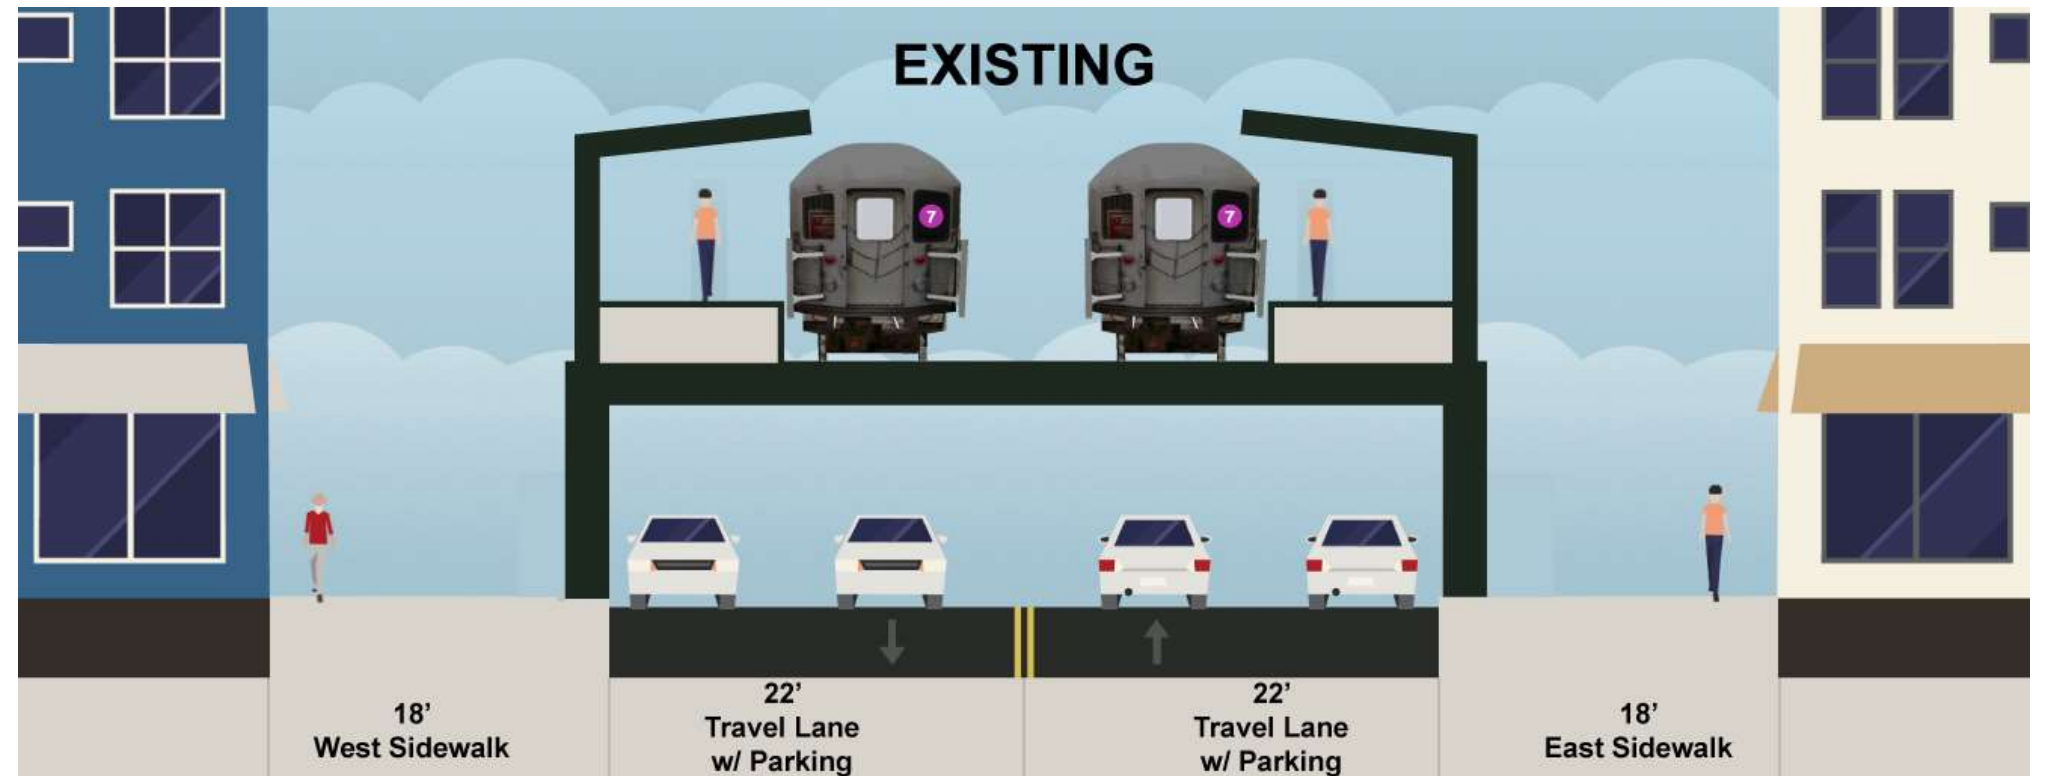 EXISTING
7
7
18’
West Sidewalk
22’
Travel Lane
w/ Parking
22’
Travel Lane
w/ Parking
18’
East Sidewalk